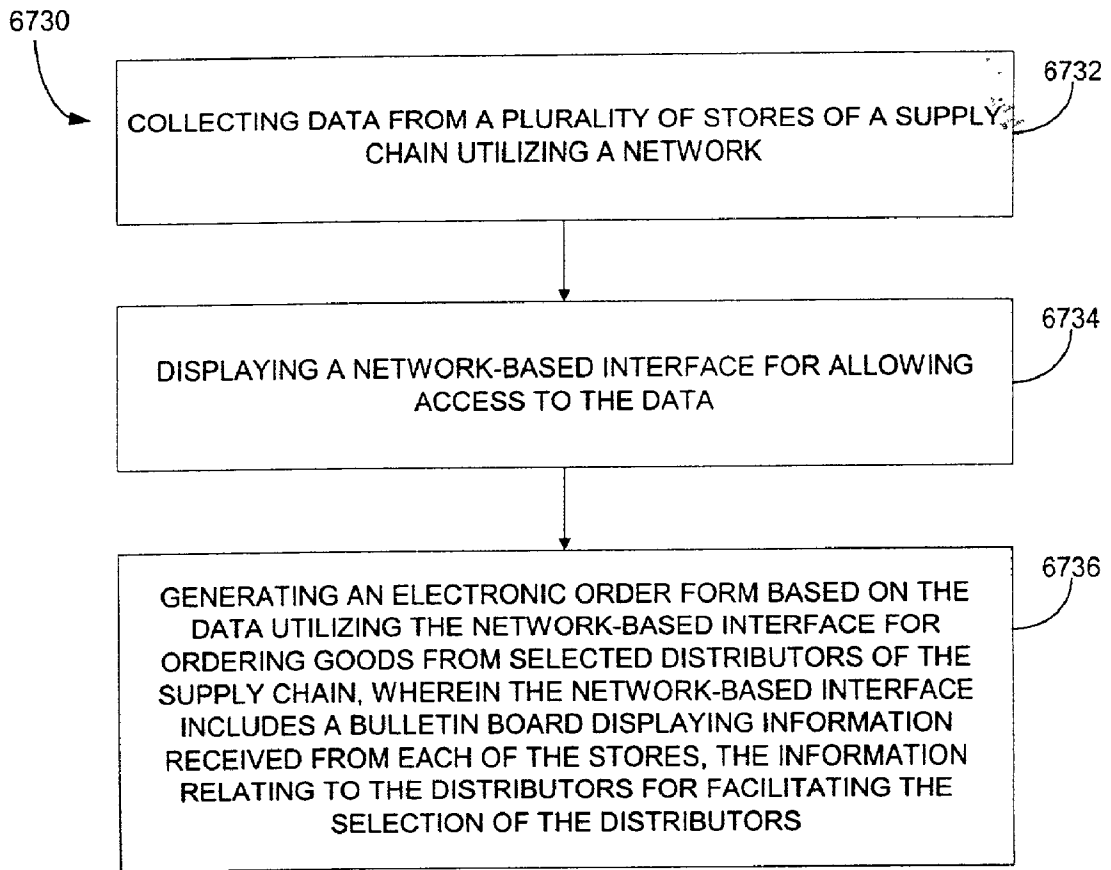 6730
6732
COLLECTING DATA FROM A PLURALITY OF STORES OF A SUPPLY
CHAIN UTILIZING A NETWORK
6734
DISPLAYING A NETWORK-BASED INTERFACE FOR ALLOWING
ACCESS TO THE DATA
6736
GENERATING AN ELECTRONIC ORDER FORM BASED ON THE
DATA UTILIZING THE NETWORK-BASED INTERFACE FOR
ORDERING GOODS FROM SELECTED DISTRIBUTORS OF THE
SUPPLY CHAIN, WHEREIN THE NETWORK-BASED INTERFACE
INCLUDES A BULLETIN BOARD DISPLAYING INFORMATION
RECEIVED FROM EACH OF THE STORES, THE INFORMATION
RELATING TO THE DISTRIBUTORS FOR FACILITATING THE
SELECTION OF THE DISTRIBUTORS